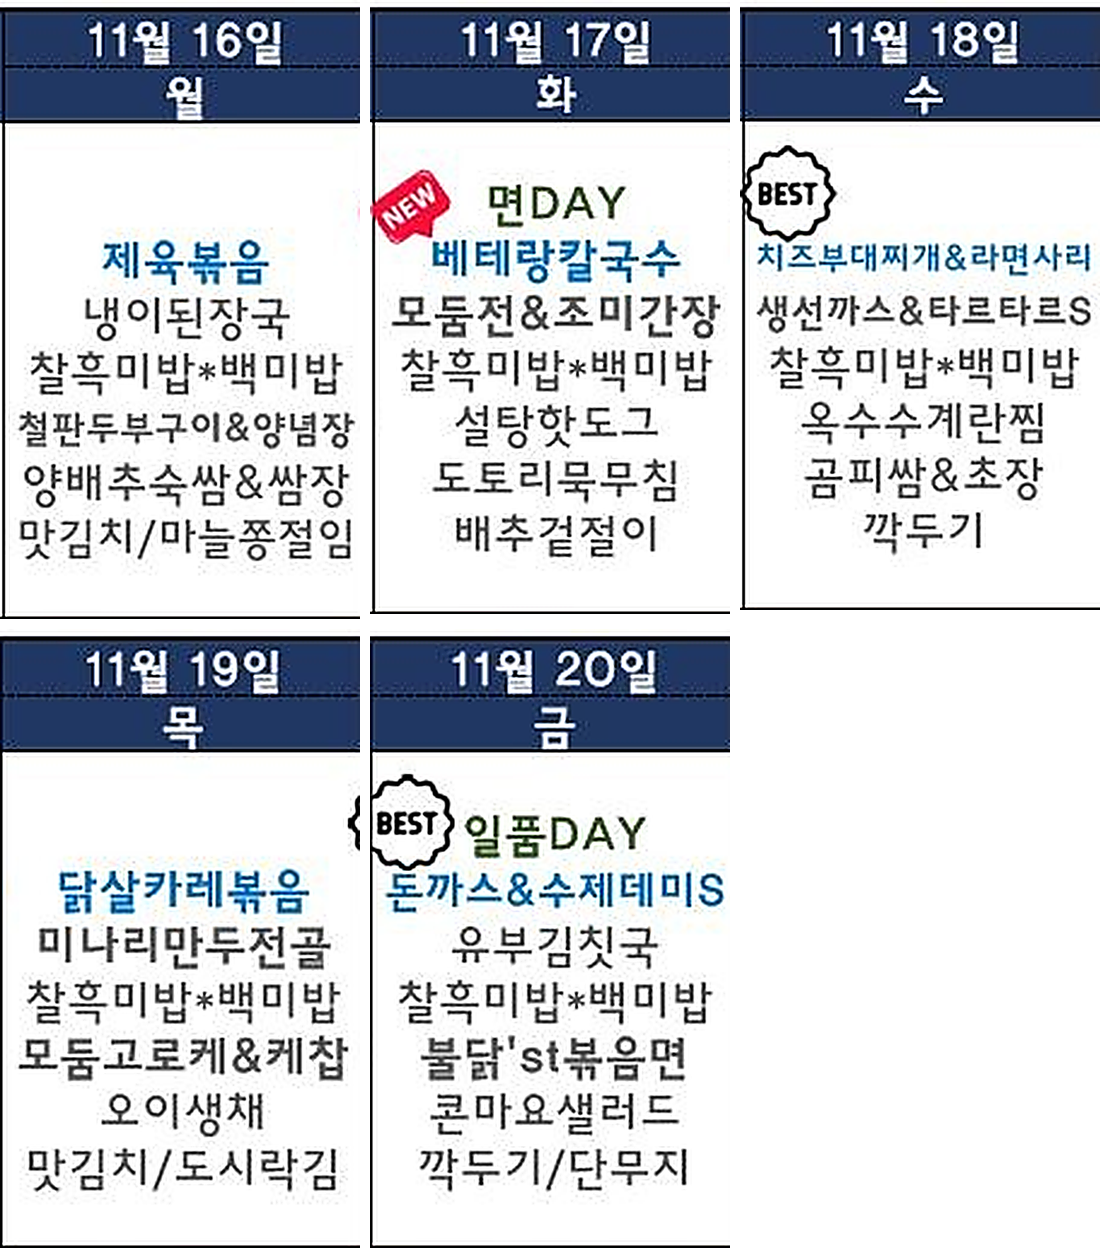 11월 16일
월
제육볶음
냉이된장국
찰흑미밥*백미밥
철판두부구이&양념장
양배추숙쌈&쌈장
맛김치/마늘쫑절임
11월 17일
화
NEW
면DAY
베테랑칼국수
모둠전&조미간장
찰흑미밥*백미밥
설탕핫도그
도토리묵무침
배추겉절이
11월 18일
수
BEST
치즈부대찌개&라면사리
생선까스&타르타르S
찰흑미밥*백미밥
옥수수계란찜
곰피쌈&초장
깍두기
11월 19일
목
닭살카레볶음
미나리만두전골
찰흑미밥*백미밥
모둠고로케&케찹
오이생채
맛김치/도시락김
11월 20일
금
BEST
일품DAY
돈까스&수제데미S
유부김칫국
찰흑미밥*백미밥
불닭'st볶음면
콘마요샐러드
깍두기/단무지